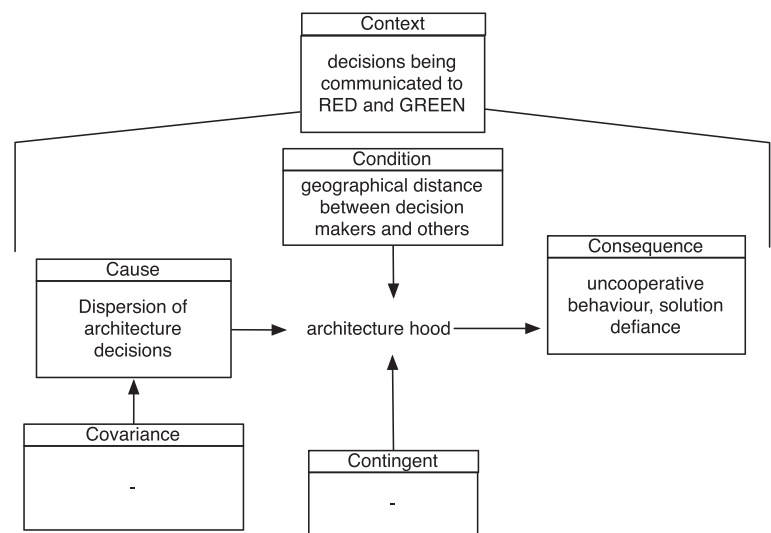 Context
decisions being
communicated to
RED and GREEN
Condition
geographical distance
between decision
makers and others
Consequence
uncooperative
behaviour, solution
defiance
Cause
Dispersion of
architecture
decisions
architecture hood
Covariance
-
Contingent
-